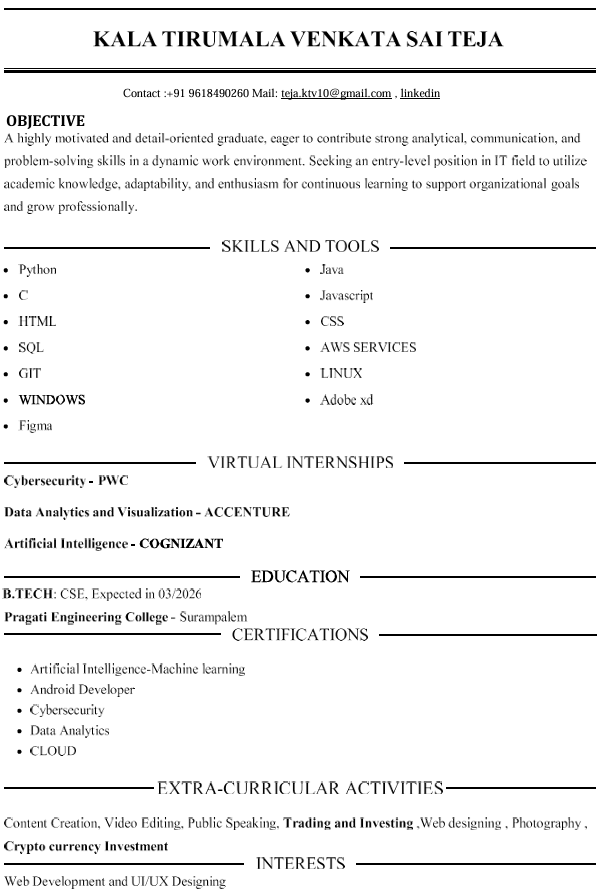 KALA TIRUMALA VENKATA SAI TEJA
Contact :+91 9618490260 Mail: teja.ktv10@gmail.com , linkedin
OBJECTIVE
A highly motivated and detail-oriented graduate, eager to contribute strong analytical, communication, and
problem-solving skills in a dynamic work environment. Seeking an entry-level position in IT field to utilize
academic knowledge, adaptability, and enthusiasm for continuous learning to support organizational goals
and grow professionally.
SKILLS AND TOOLS
• Python
• C
• HTML
• SQL
• GIT
• WINDOWS
• Figma
• Java
• Javascript
• CSS
• AWS SERVICES
• LINUX
• Adobe xd
VIRTUAL INTERNSHIPS
Cybersecurity - PWC
Data Analytics and Visualization - ACCENTURE
Artificial Intelligence - COGNIZANT
EDUCATION
B.TECH: CSE, Expected in 03/2026
Pragati Engineering College - Surampalem
CERTIFICATIONS
• Artificial Intelligence-Machine learning
• Android Developer
• Cybersecurity
• Data Analytics
• CLOUD
EXTRA-CURRICULAR ACTIVITIES
Content Creation, Video Editing, Public Speaking, Trading and Investing ,Web designing , Photography ,
Crypto currency Investment
INTERESTS
Web Development and UI/UX Designing